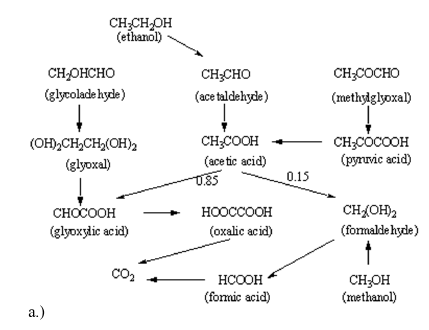 CH3CH2OH
(ethanol)
CH2OHCHO
(glycoladehyde)
CH3CHO
(acetaldehyde)
CH3COCHO
(methylglyoxal)
(OH)2CH2CH2(OH)2
(glyoxal)
CH3COOH
(acetic acid)
CH3COCOOH
(pyruvic acid)
0.85
0.15
CHOCOOH
(glyoxylic acid)
HOOCCOOH
(oxalic acid)
CH2(OH)2
(formaldehyde)
CO2
HCOOH
(formic acid)
CH3OH
(methanol)
a.)